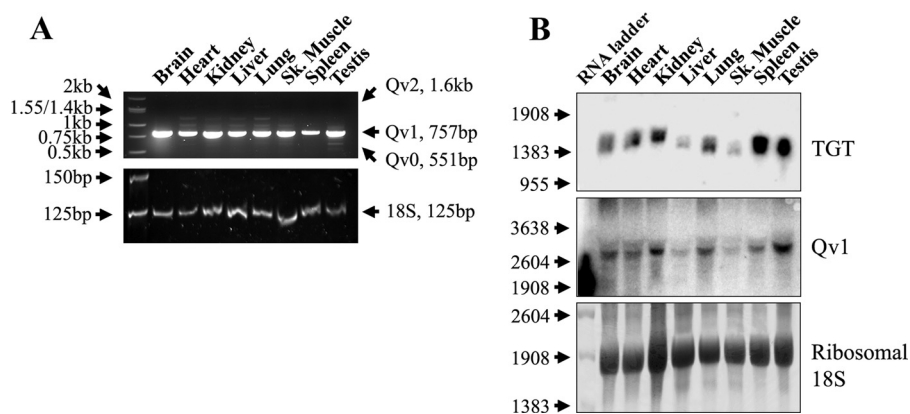 A
Brain
Heart
Kidney
Liver
Lung
Sk. Muscle
Spleen
Testis
2kb
1.55/1.4kb
1kb
0.75kb
0.5kb
Qv2, 1.6kb
Qv1, 757bp
Qv0, 551bp
150bp
125bp
18S, 125bp
B
RNA ladder
Brain
Heart
Kidney
Liver
Lung
Sk. Muscle
Spleen
Testis
1908
1383
955
TGT
3638
2604
1908
Qv1
2604
1908
1383
Ribosomal
18S